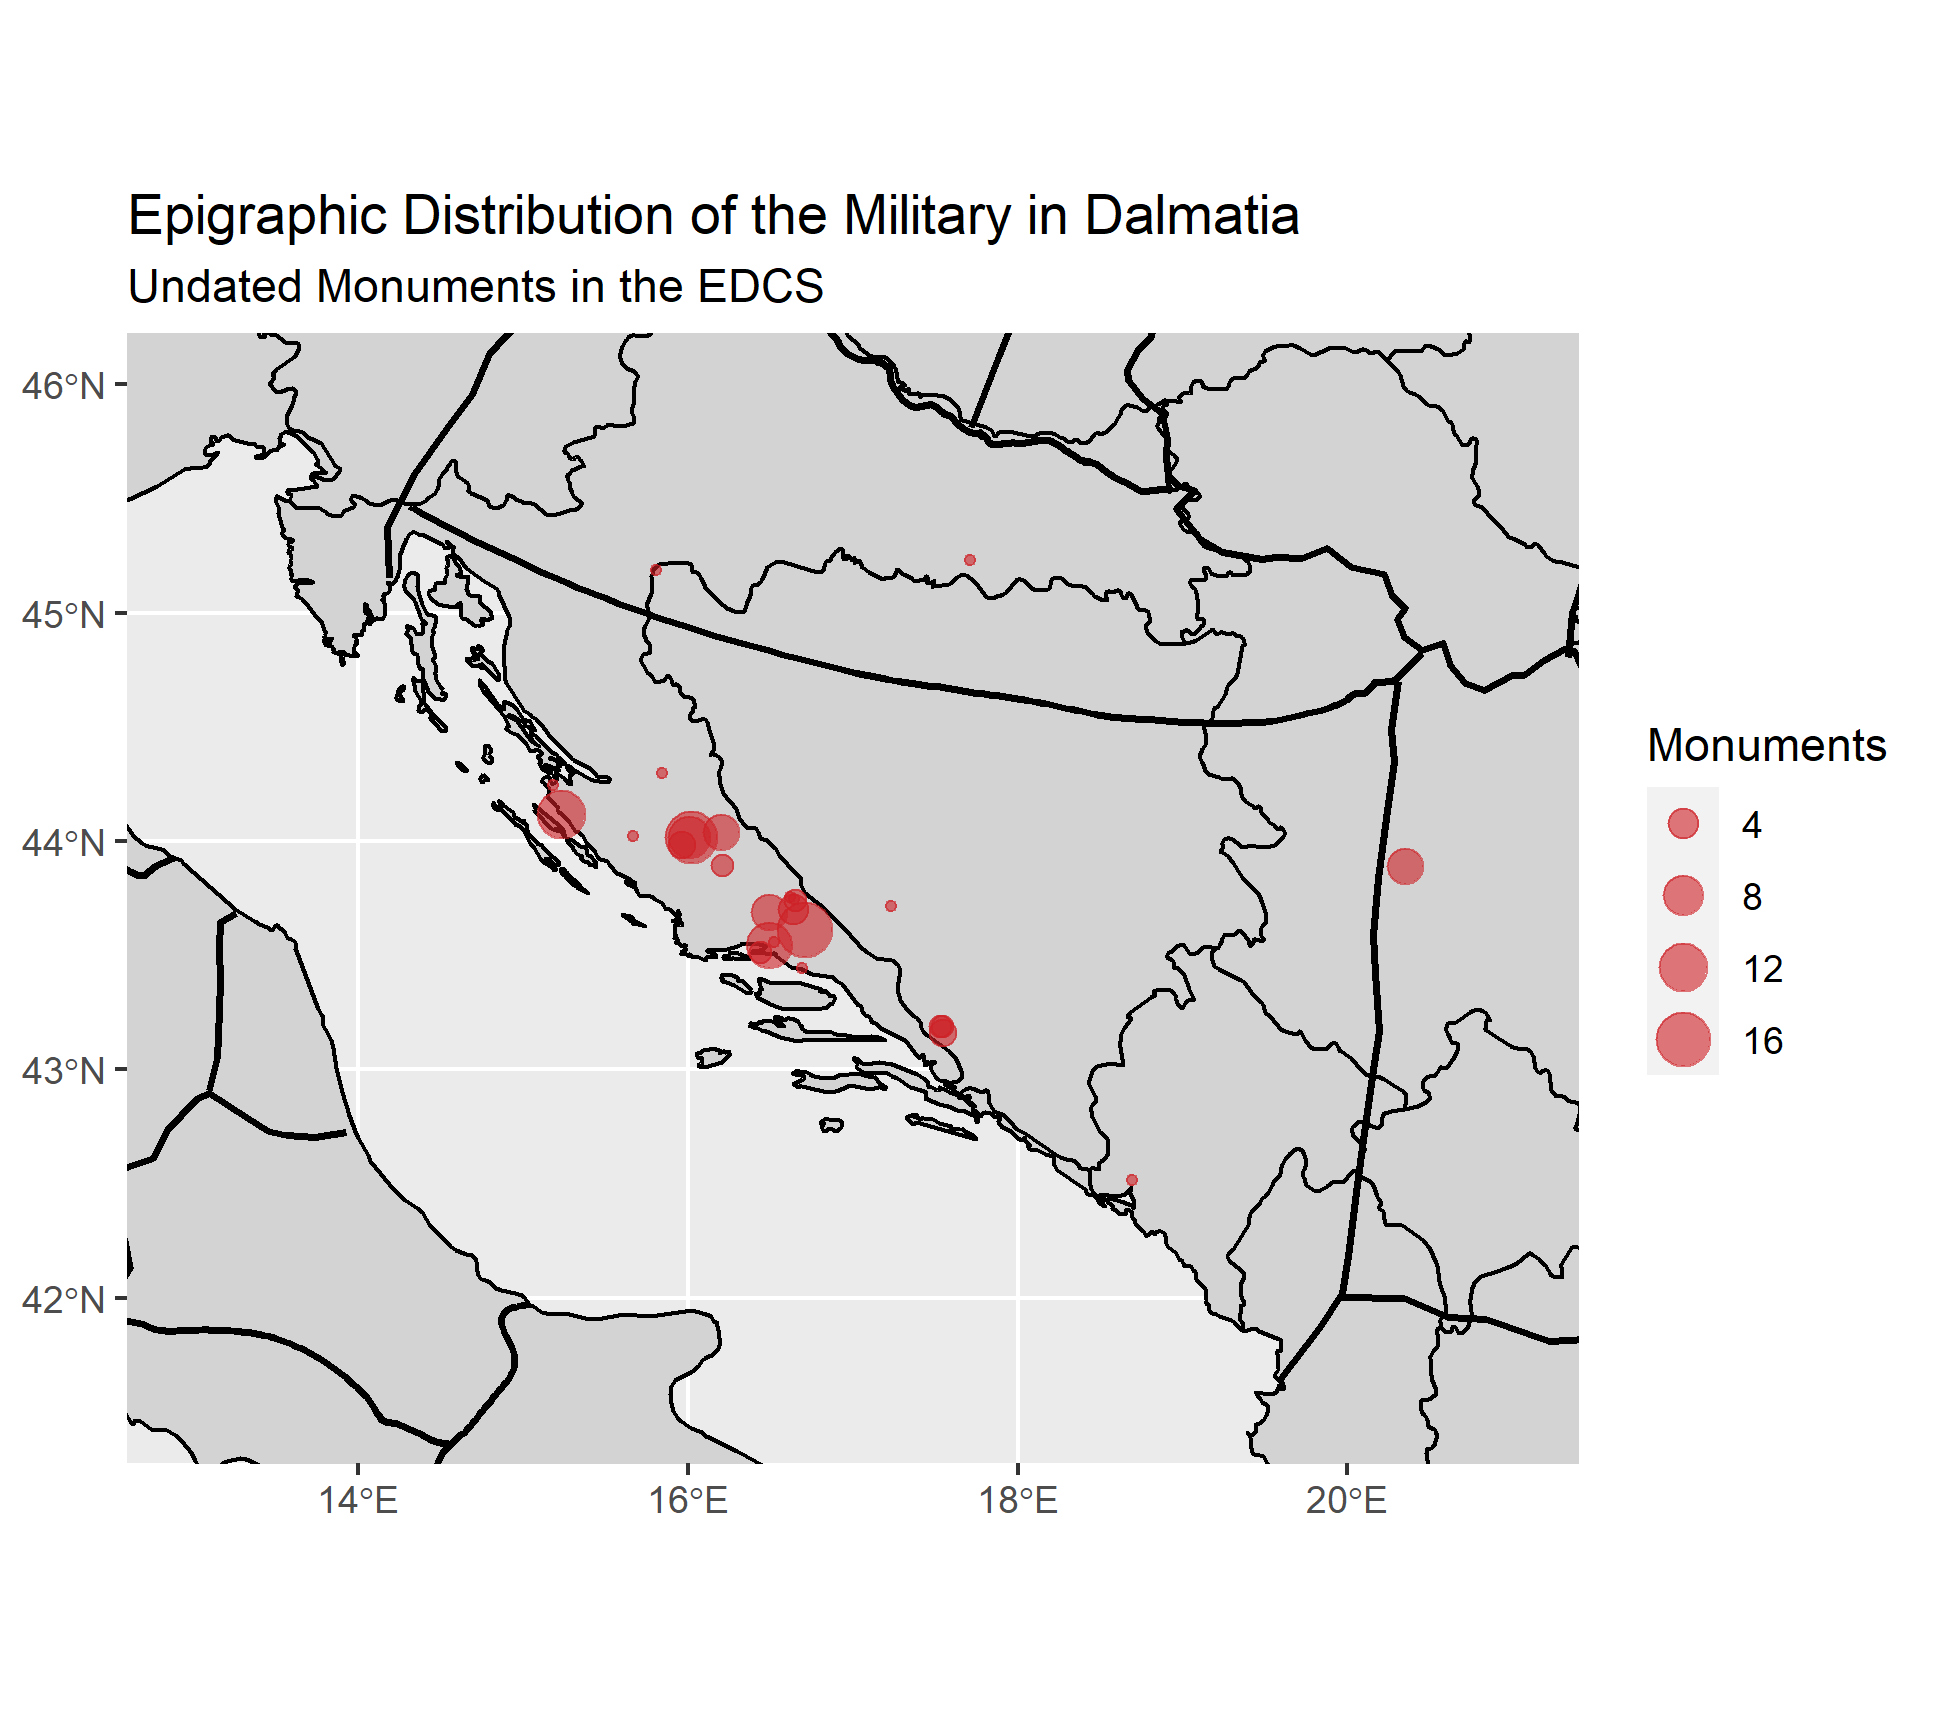 Epigraphic Distribution of the Military in Dalmatia
Undated Monuments in the EDCS
46°N
45°N
44°N
43°N
42°N
14°E
16°E
18°E
20°E
Monuments
4
8
12
16